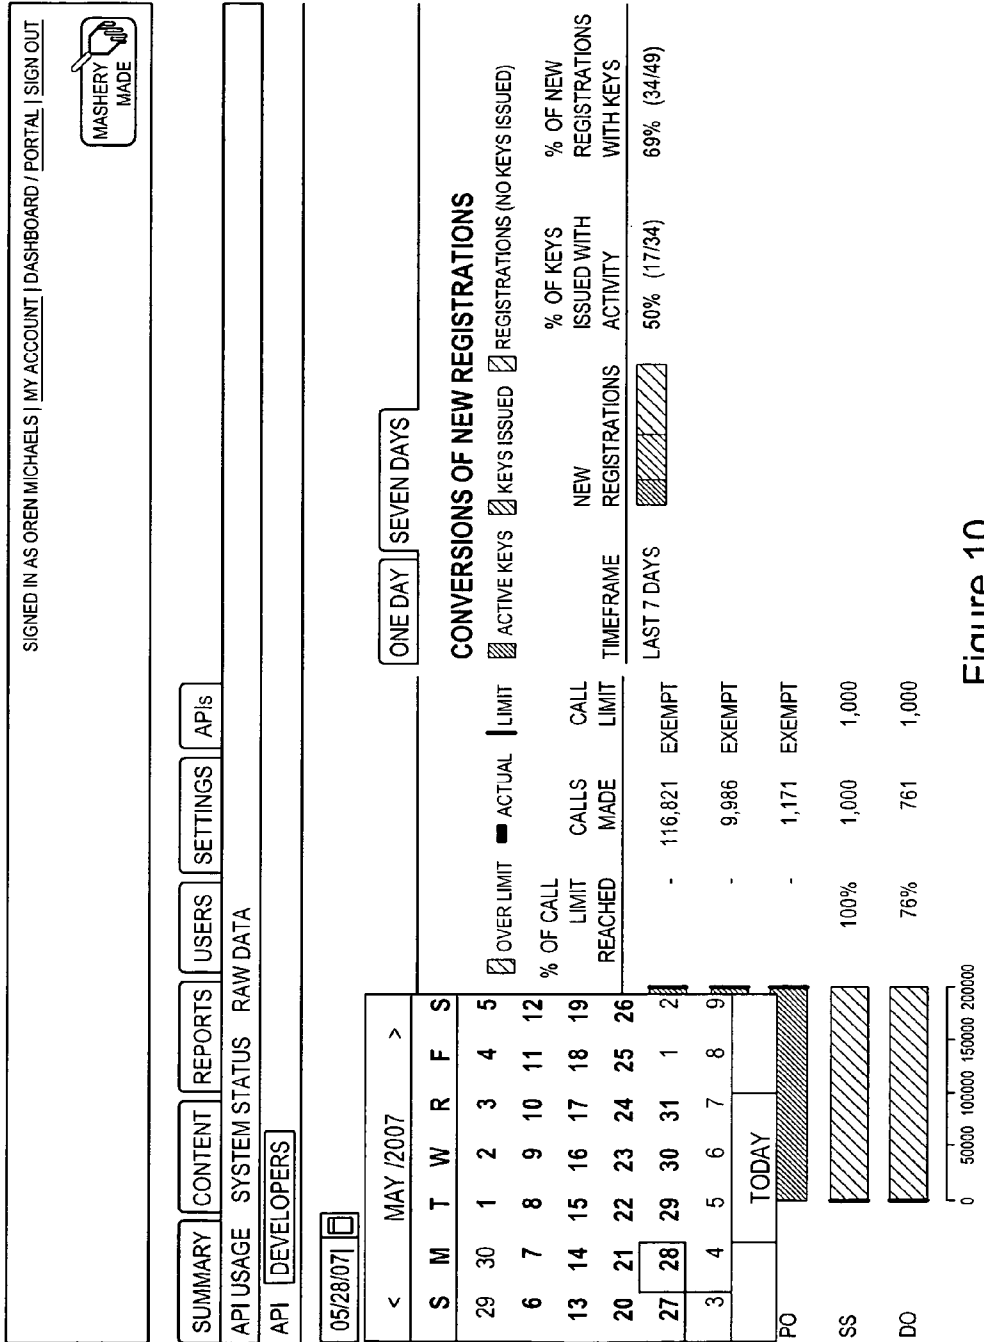 SIGNED IN AS OREN MICHAELS | MY ACCOUNT | DASHBOARD / PORTAL | SIGN OUT
MASHERY
MADE
SUMMARY CONTENT REPORTS USERS SETTINGS APIs
API USAGE SYSTEM STATUS RAW DATA
API DEVELOPERS
05/28/07|
ONE DAY SEVEN DAYS
< MAY /2007 >
S M T W R F S
29 30 1 2 3 4 5
6 7 8 9 10 11 12
13 14 15 16 17 18 19
20 21 22 23 24 25 26
27 28 29 30 31 1 2
3 4 5 6 7 8 9
TODAY
OVER LIMIT ACTUAL LIMIT
% OF CALL
LIMIT
REACHED
CALLS
MADE
CALL
LIMIT
- 116,821 EXEMPT
- 9,986 EXEMPT
PO - 1,171 EXEMPT
SS 100% 1,000 1,000
DO 76% 761 1,000
0 50000 100000 150000 200000
CONVERSIONS OF NEW REGISTRATIONS
ACTIVE KEYS KEYS ISSUED REGISTRATIONS (NO KEYS ISSUED)
TIMEFRAME
NEW
REGISTRATIONS
% OF KEYS
ISSUED WITH
ACTIVITY
% OF NEW
REGISTRATIONS
WITH KEYS
LAST 7 DAYS 50% (17/34) 69% (34/49)
Figure 10